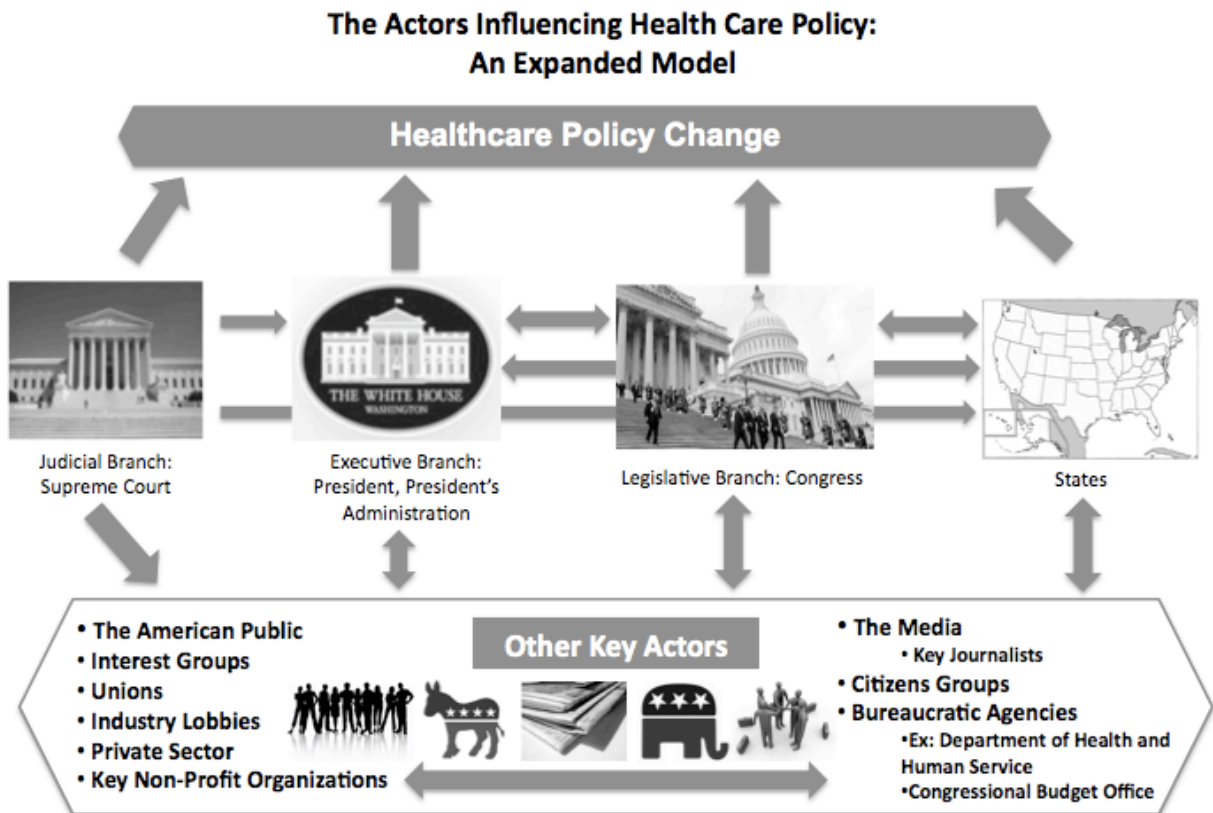 The Actors Influencing Health Care Policy:
An Expanded Model
Healthcare Policy Change
THE WHITE HOUSE
WASHINGTON
Judicial Branch:
Supreme Court
Executive Branch:
President, President's
Administration
Legislative Branch: Congress
States
• The American Public
• Interest Groups
• Unions
• Industry Lobbies
• Private Sector
• Key Non-Profit Organizations
Other Key Actors
• The Media
• Key Journalists
• Citizens Groups
• Bureaucratic Agencies
•Ex: Department of Health and
Human Service
•Congressional Budget Office